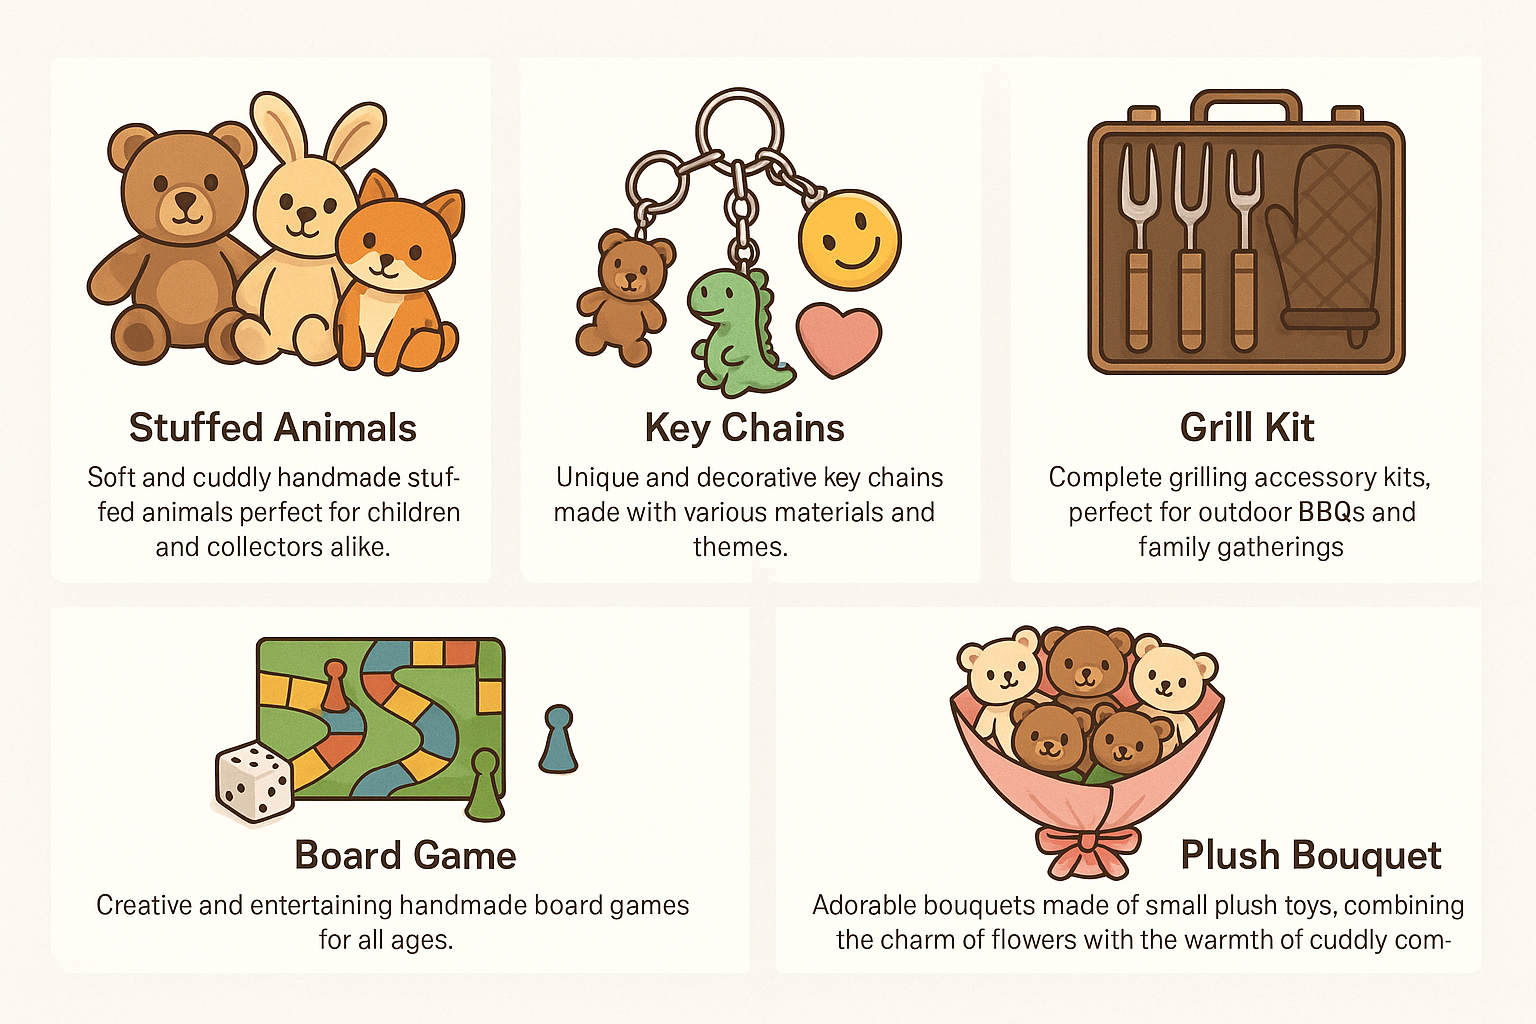 Stuffed Animals
Soft and cuddly handmade stuf-
fed animals perfect for children
and collectors alike.
Key Chains
Unique and decorative key chains
made with various materials and
themes.
Grill Kit
Complete grilling accessory kits,
perfect for outdoor BBQs and
family gatherings
Board Game
Creative and entertaining handmade board games
for all ages.
Plush Bouquet
Adorable bouquets made of small plush toys, combining
the charm of flowers with the warmth of cuddly com-